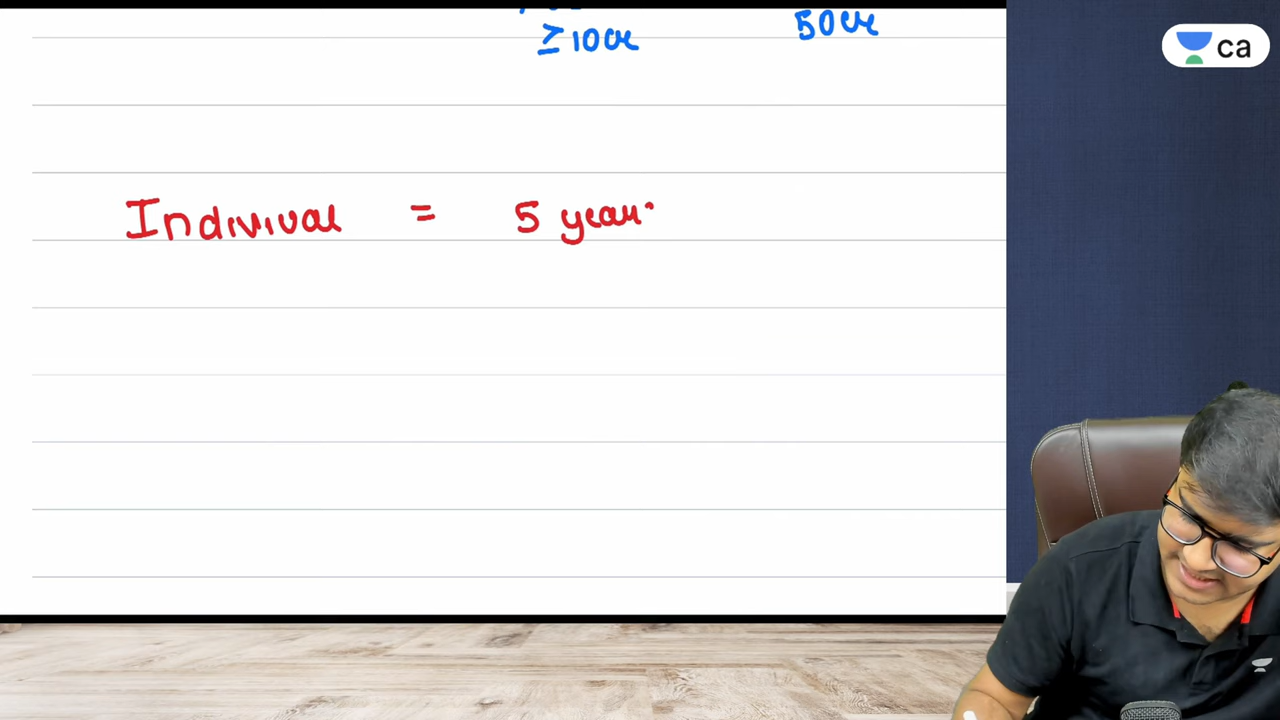 ≥10cr
50cr
ca
Indivival = 5 year